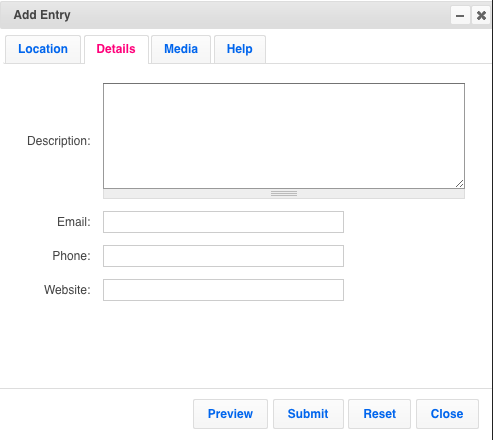 Add Entry
Location Details Media Help
Description:
Email:
Phone:
Website:
Preview Submit Reset Close